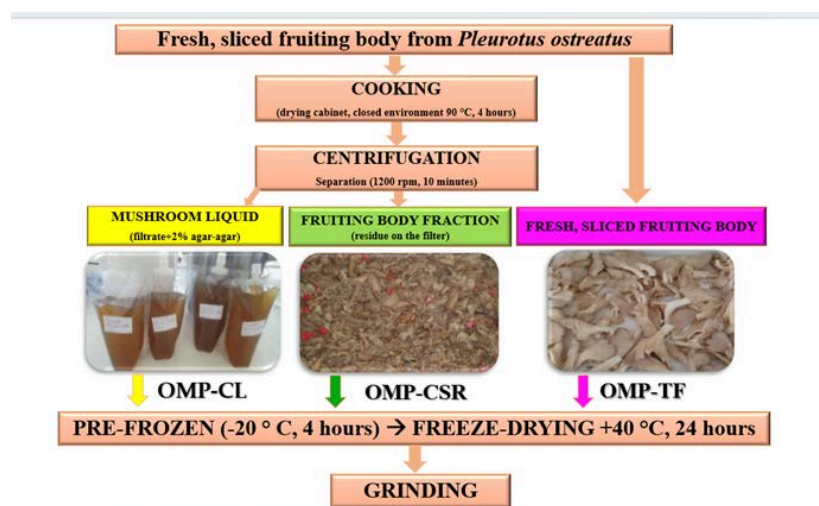 Fresh, sliced fruiting body from Pleurotus ostreatus
COOKING
(drying cabinet, closed environment 90 °C, 4 hours)
CENTRIFUGATION
Separation (1200 rpm, 10 minutes)
MUSHROOM LIQUID
(filtrate+2% agar-agar)
FRUITING BODY FRACTION
(residue on the filter)
FRESH, SLICED FRUITING BODY
OMP-CL
OMP-CSR
OMP-TF
PRE-FROZEN (-20 ° C, 4 hours) → FREEZE-DRYING +40 °C, 24 hours
GRINDING